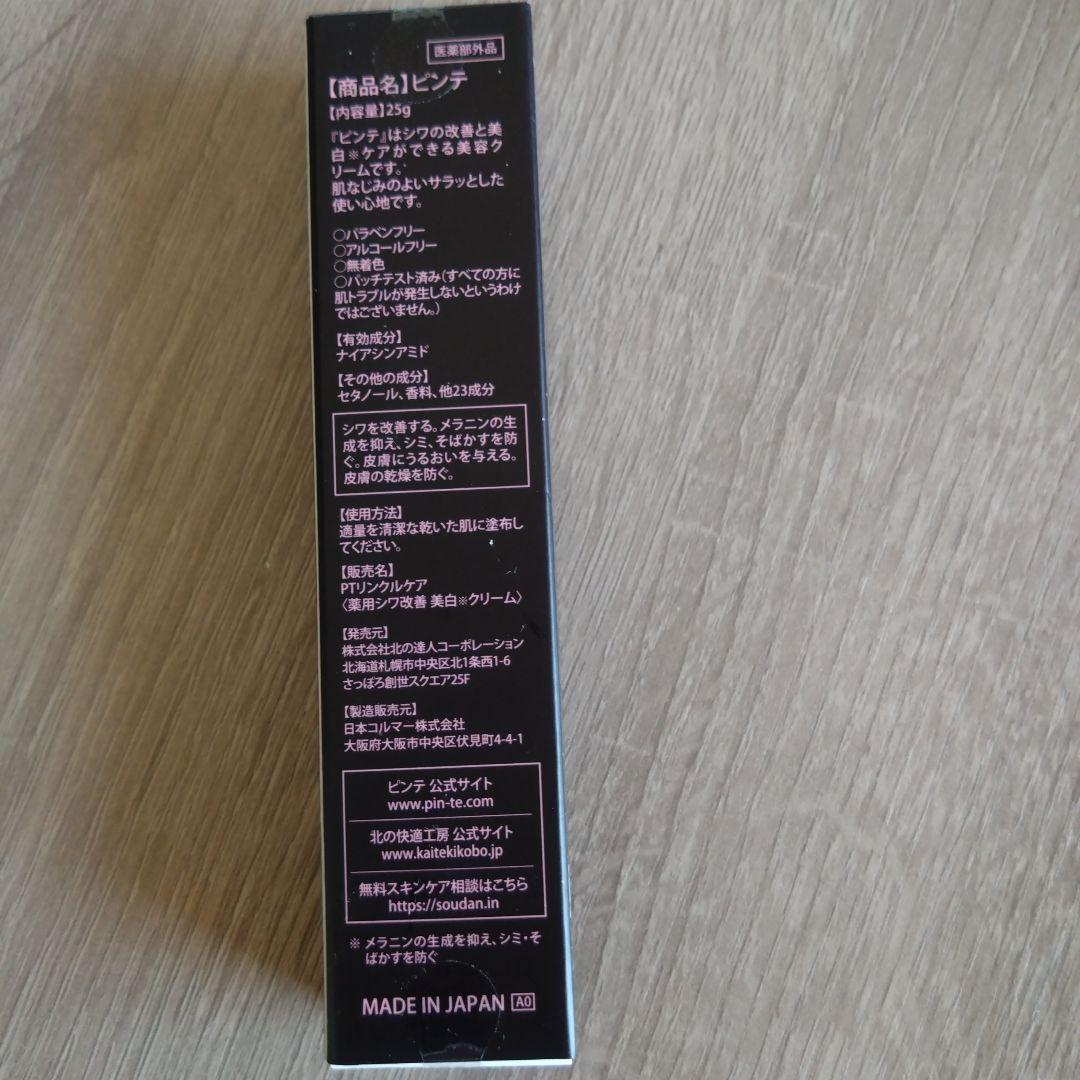 医薬部外品
【商品名】ピンテ
【内容量】25g
『ピンテ』はシワの改善と美
白※ケアができる美容ク
リームです。
肌なじみのよいサラッとした
使い心地です。
○パラベンフリー
○アルコールフリー
○無着色
○パッチテスト済み(すべての方に
肌トラブルが発生しないというわけ
ではございません。)
【有効成分】
ナイアシンアミド
【その他の成分】
セタノール、香料、他23成分
シワを改善する。メラニンの生
成を抑え、シミ、そばかすを防
ぐ。皮膚にうるおいを与える。
皮膚の乾燥を防ぐ。
【使用方法】
適量を清潔な乾いた肌に塗布し
てください。
【販売名】
PTリンクルケア
〈薬用シワ改善 美白※クリーム〉
【発売元】
株式会社北の達人コーポレーション
北海道札幌市中央区北1条西1-6
さっぽろ創世スクエア25F
【製造販売元】
日本コルマー株式会社
大阪府大阪市中央区伏見町4-4-1
ピンテ 公式サイト
www.pin-te.com
北の快適工房 公式サイト
www.kaitekikobo.jp
無料スキンケア相談はこちら
https://soudan.in
※ メラニンの生成を抑え、シミ・そ
ばかすを防ぐ
MADE IN JAPAN A0